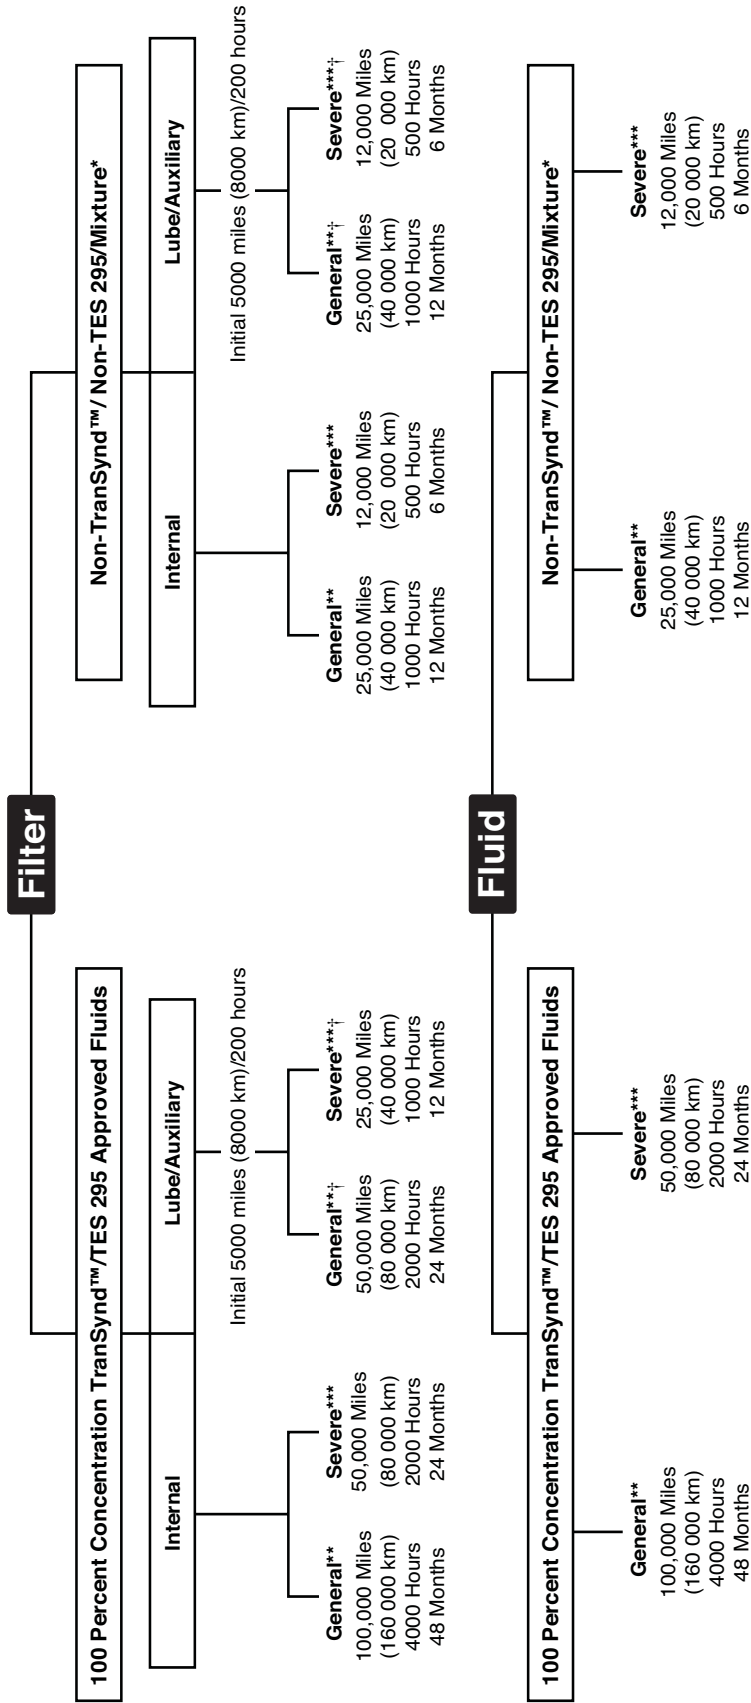 Filter
100 Percent Concentration TranSynd™/TES 295 Approved Fluids
Internal
General**
100,000 Miles
(160 000 km)
4000 Hours
48 Months
Severe***
50,000 Miles
(80 000 km)
2000 Hours
24 Months
Lube/Auxiliary
Initial 5000 miles (8000 km)/200 hours
General**†
50,000 Miles
(80 000 km)
2000 Hours
24 Months
Severe***†
25,000 Miles
(40 000 km)
1000 Hours
12 Months
Non-TranSynd™/ Non-TES 295/Mixture*
Internal
General**
25,000 Miles
(40 000 km)
1000 Hours
12 Months
Severe***
12,000 Miles
(20 000 km)
500 Hours
6 Months
Lube/Auxiliary
Initial 5000 miles (8000 km)/200 hours
General**†
25,000 Miles
(40 000 km)
1000 Hours
12 Months
Severe***†
12,000 Miles
(20 000 km)
500 Hours
6 Months
Fluid
100 Percent Concentration TranSynd™/TES 295 Approved Fluids
General**
100,000 Miles
(160 000 km)
4000 Hours
48 Months
Severe***
50,000 Miles
(80 000 km)
2000 Hours
24 Months
Non-TranSynd™/ Non-TES 295/Mixture*
General**
25,000 Miles
(40 000 km)
1000 Hours
12 Months
Severe***
12,000 Miles
(20 000 km)
500 Hours
6 Months